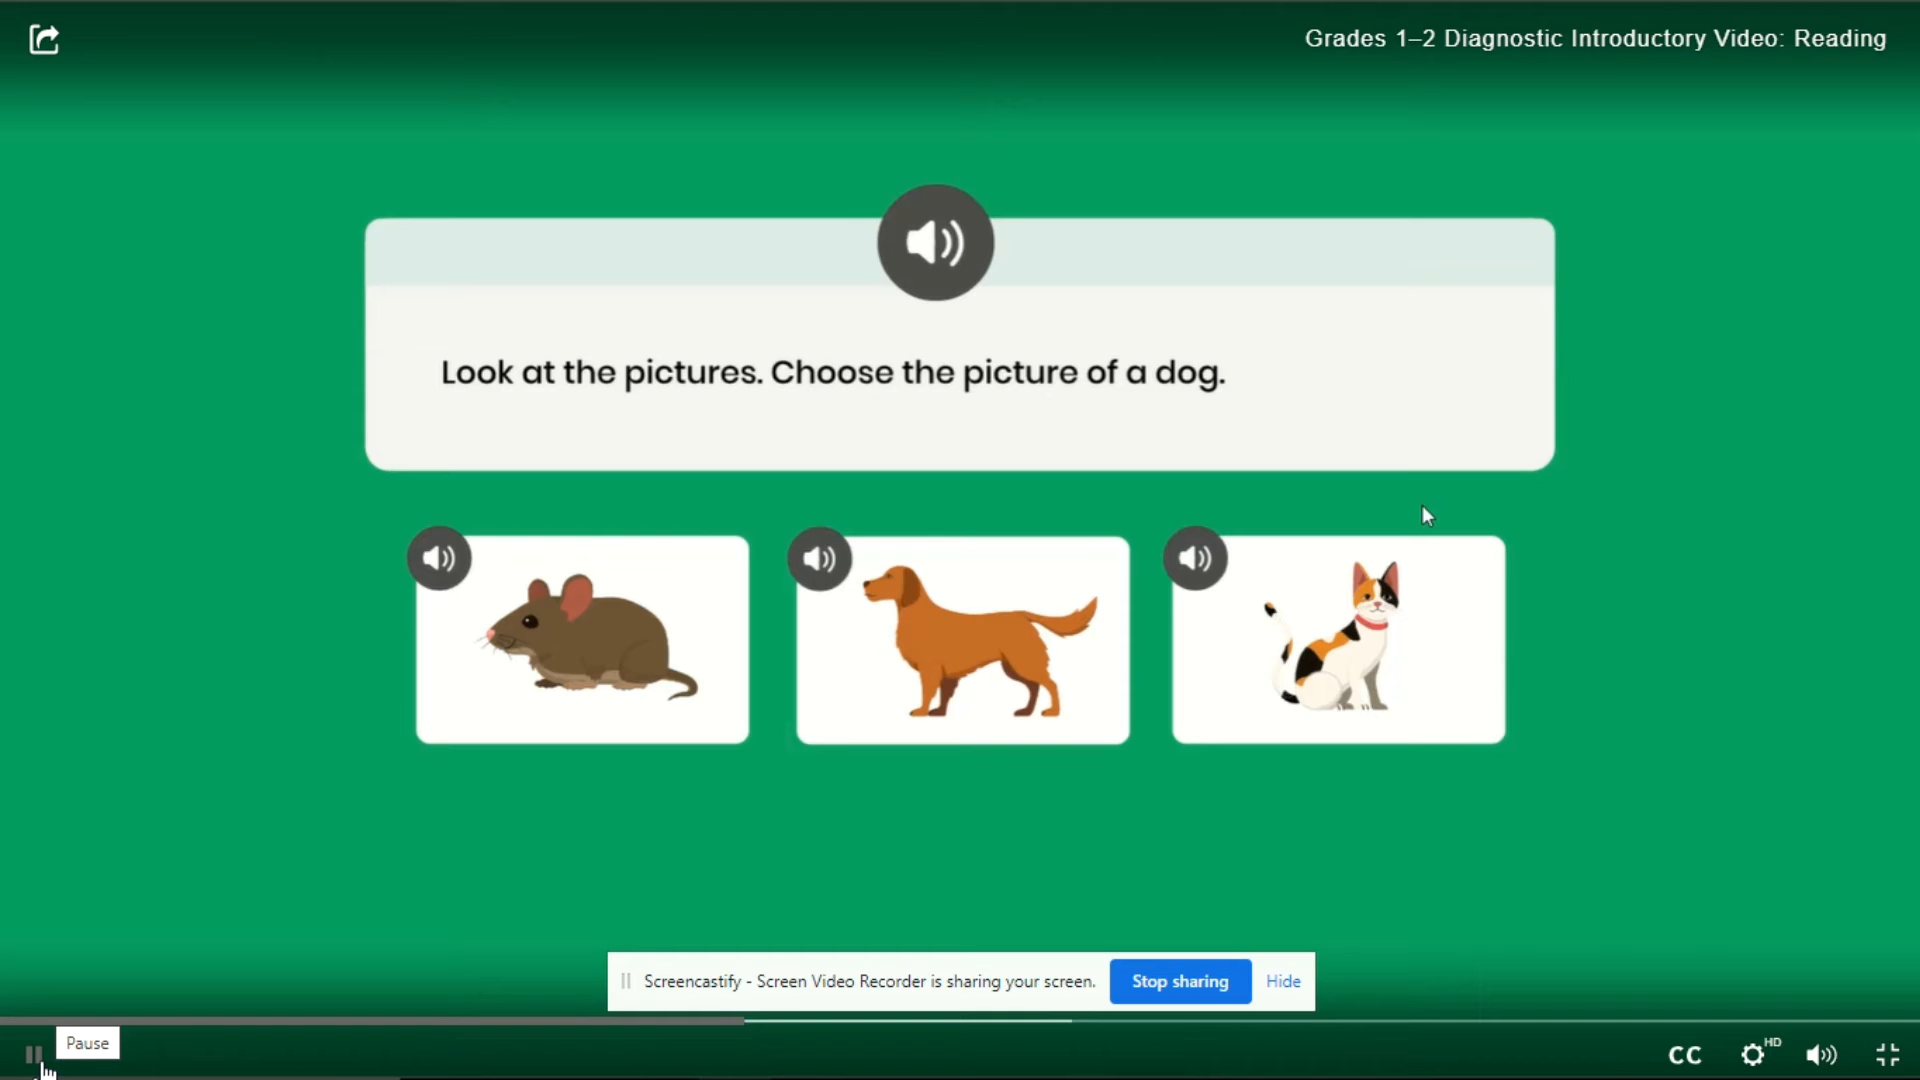 Grades 1–2 Diagnostic Introductory Video: Reading
Look at the pictures. Choose the picture of a dog.
Screencastify - Screen Video Recorder is sharing your screen. Stop sharing Hide
Pause
CC HD